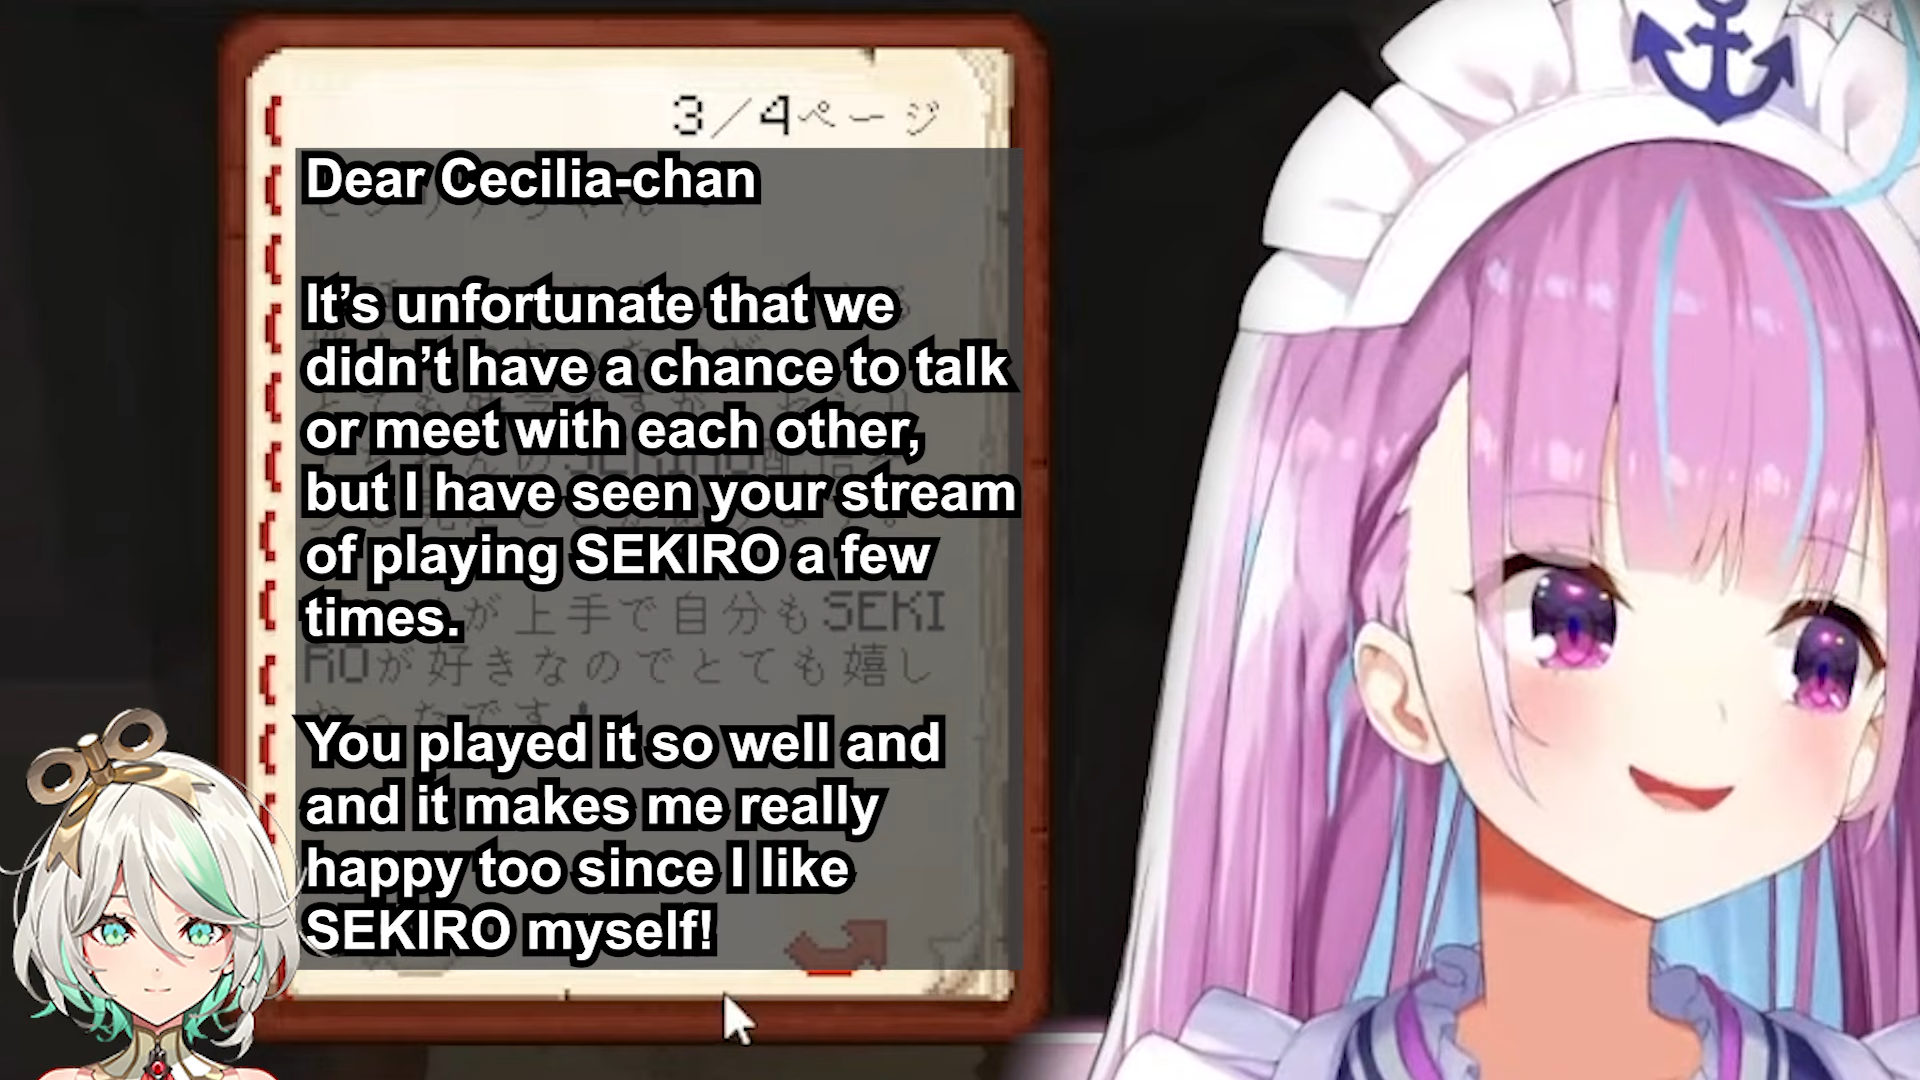 3/4ページ
Dear Cecilia-chan
It's unfortunate that we
didn't have a chance to talk
or meet with each other,
but I have seen your stream
of playing SEKIRO a few
times.
が上手で自分もSEKI
ROが好きなのでとても嬉し
You played it so well and
and it makes me really
happy too since I like
SEKIRO myself!